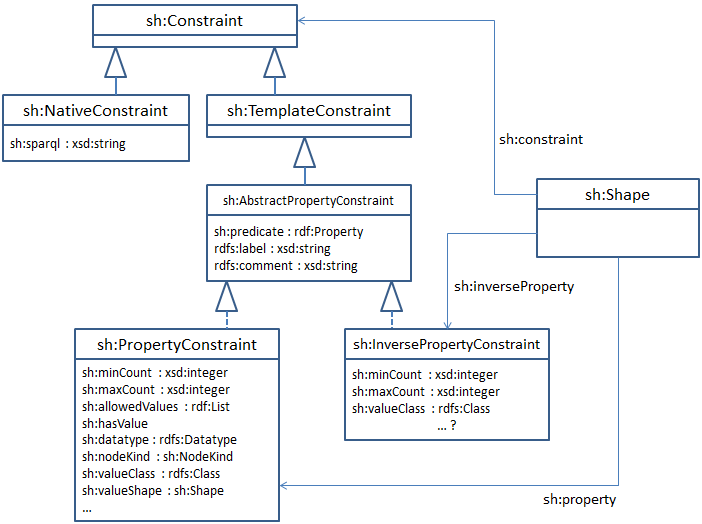 sh:Constraint
sh:NativeConstraint
sh:sparql : xsd:string
sh:TemplateConstraint
sh:constraint
sh:Shape
sh:AbstractPropertyConstraint
sh:predicate : rdf:Property
rdfs:label : xsd:string
rdfs:comment : xsd:string
sh:inverseProperty
sh:PropertyConstraint
sh:minCount : xsd:integer
sh:maxCount : xsd:integer
sh:allowedValues : rdf:List
sh:hasValue
sh:datatype : rdfs:Datatype
sh:nodeKind : sh:NodeKind
sh:valueClass : rdfs:Class
sh:valueShape : sh:Shape
...
sh:InversePropertyConstraint
sh:minCount : xsd:integer
sh:maxCount : xsd:integer
sh:valueClass : rdfs:Class
... ?
sh:property